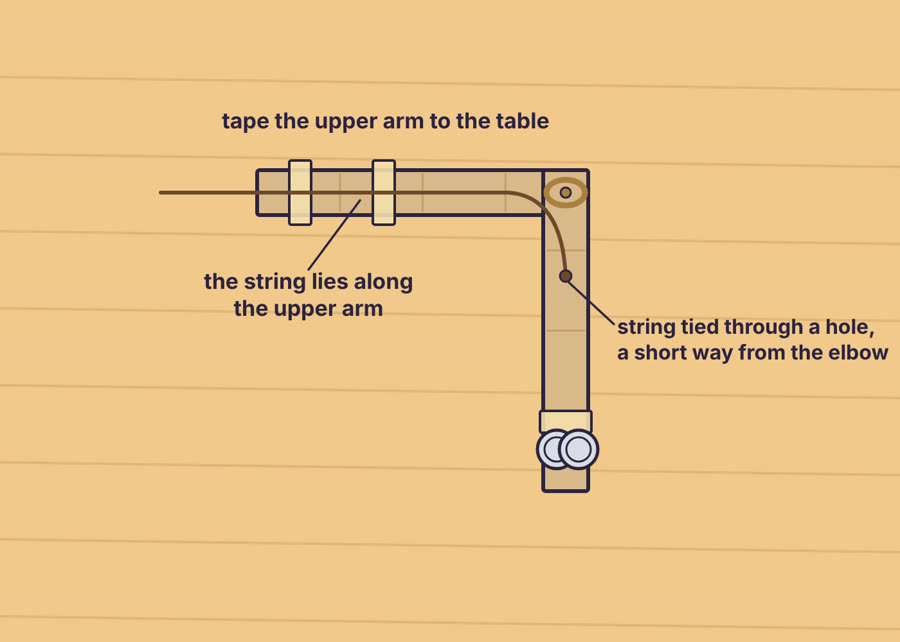 tape the upper arm to the table
the string lies along
the upper arm
string tied through a hole,
a short way from the elbow